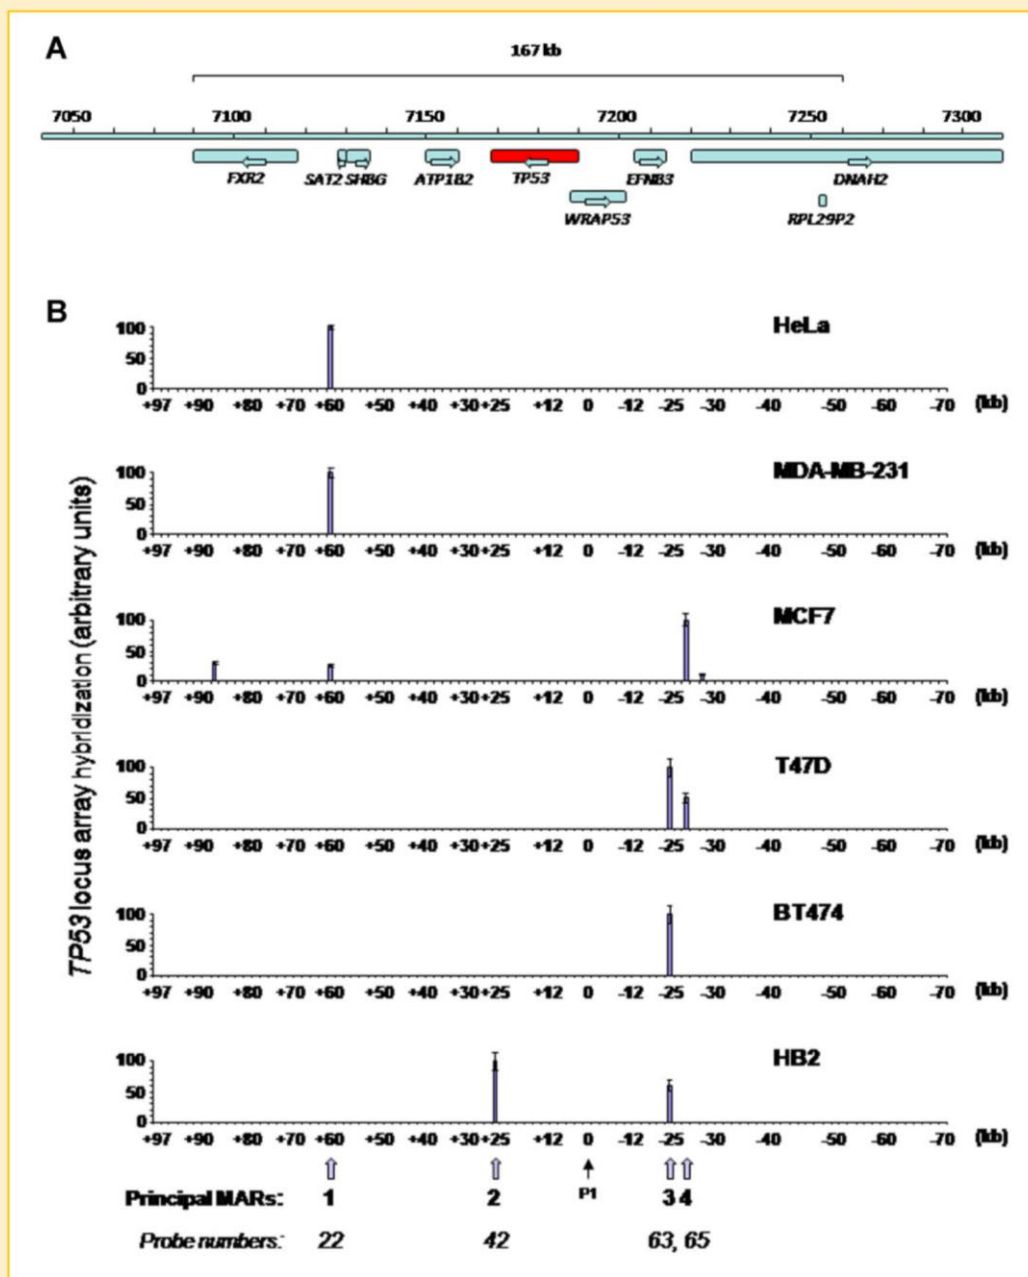 A
167 kb
7050 7100 7150 7200 7250 7300
FXR2 SAT2 SHBG ATP1B2 TP53 EFNB3 DNAH2
WRAP53 RPL29P2
B
TP53 locus array hybridization (arbitrary units)
HeLa
100
50
0
+97 +90 +80 +70 +60 +50 +40 +30 +25 +12 0 -12 -25 -30 -40 -50 -60 -70 (kb)
MDA-MB-231
100
50
0
+97 +90 +80 +70 +60 +50 +40 +30 +25 +12 0 -12 -25 -30 -40 -50 -60 -70 (kb)
MCF7
100
50
0
+97 +90 +80 +70 +60 +50 +40 +30 +25 +12 0 -12 -25 -30 -40 -50 -60 -70 (kb)
T47D
100
50
0
+97 +90 +80 +70 +60 +50 +40 +30 +25 +12 0 -12 -25 -30 -40 -50 -60 -70 (kb)
BT474
100
50
0
+97 +90 +80 +70 +60 +50 +40 +30 +25 +12 0 -12 -25 -30 -40 -50 -60 -70 (kb)
HB2
100
50
0
+97 +90 +80 +70 +60 +50 +40 +30 +25 +12 0 -12 -25 -30 -40 -50 -60 -70 (kb)
Principal MARs: 1 2 P1 3 4
Probe numbers: 22 42 63, 65